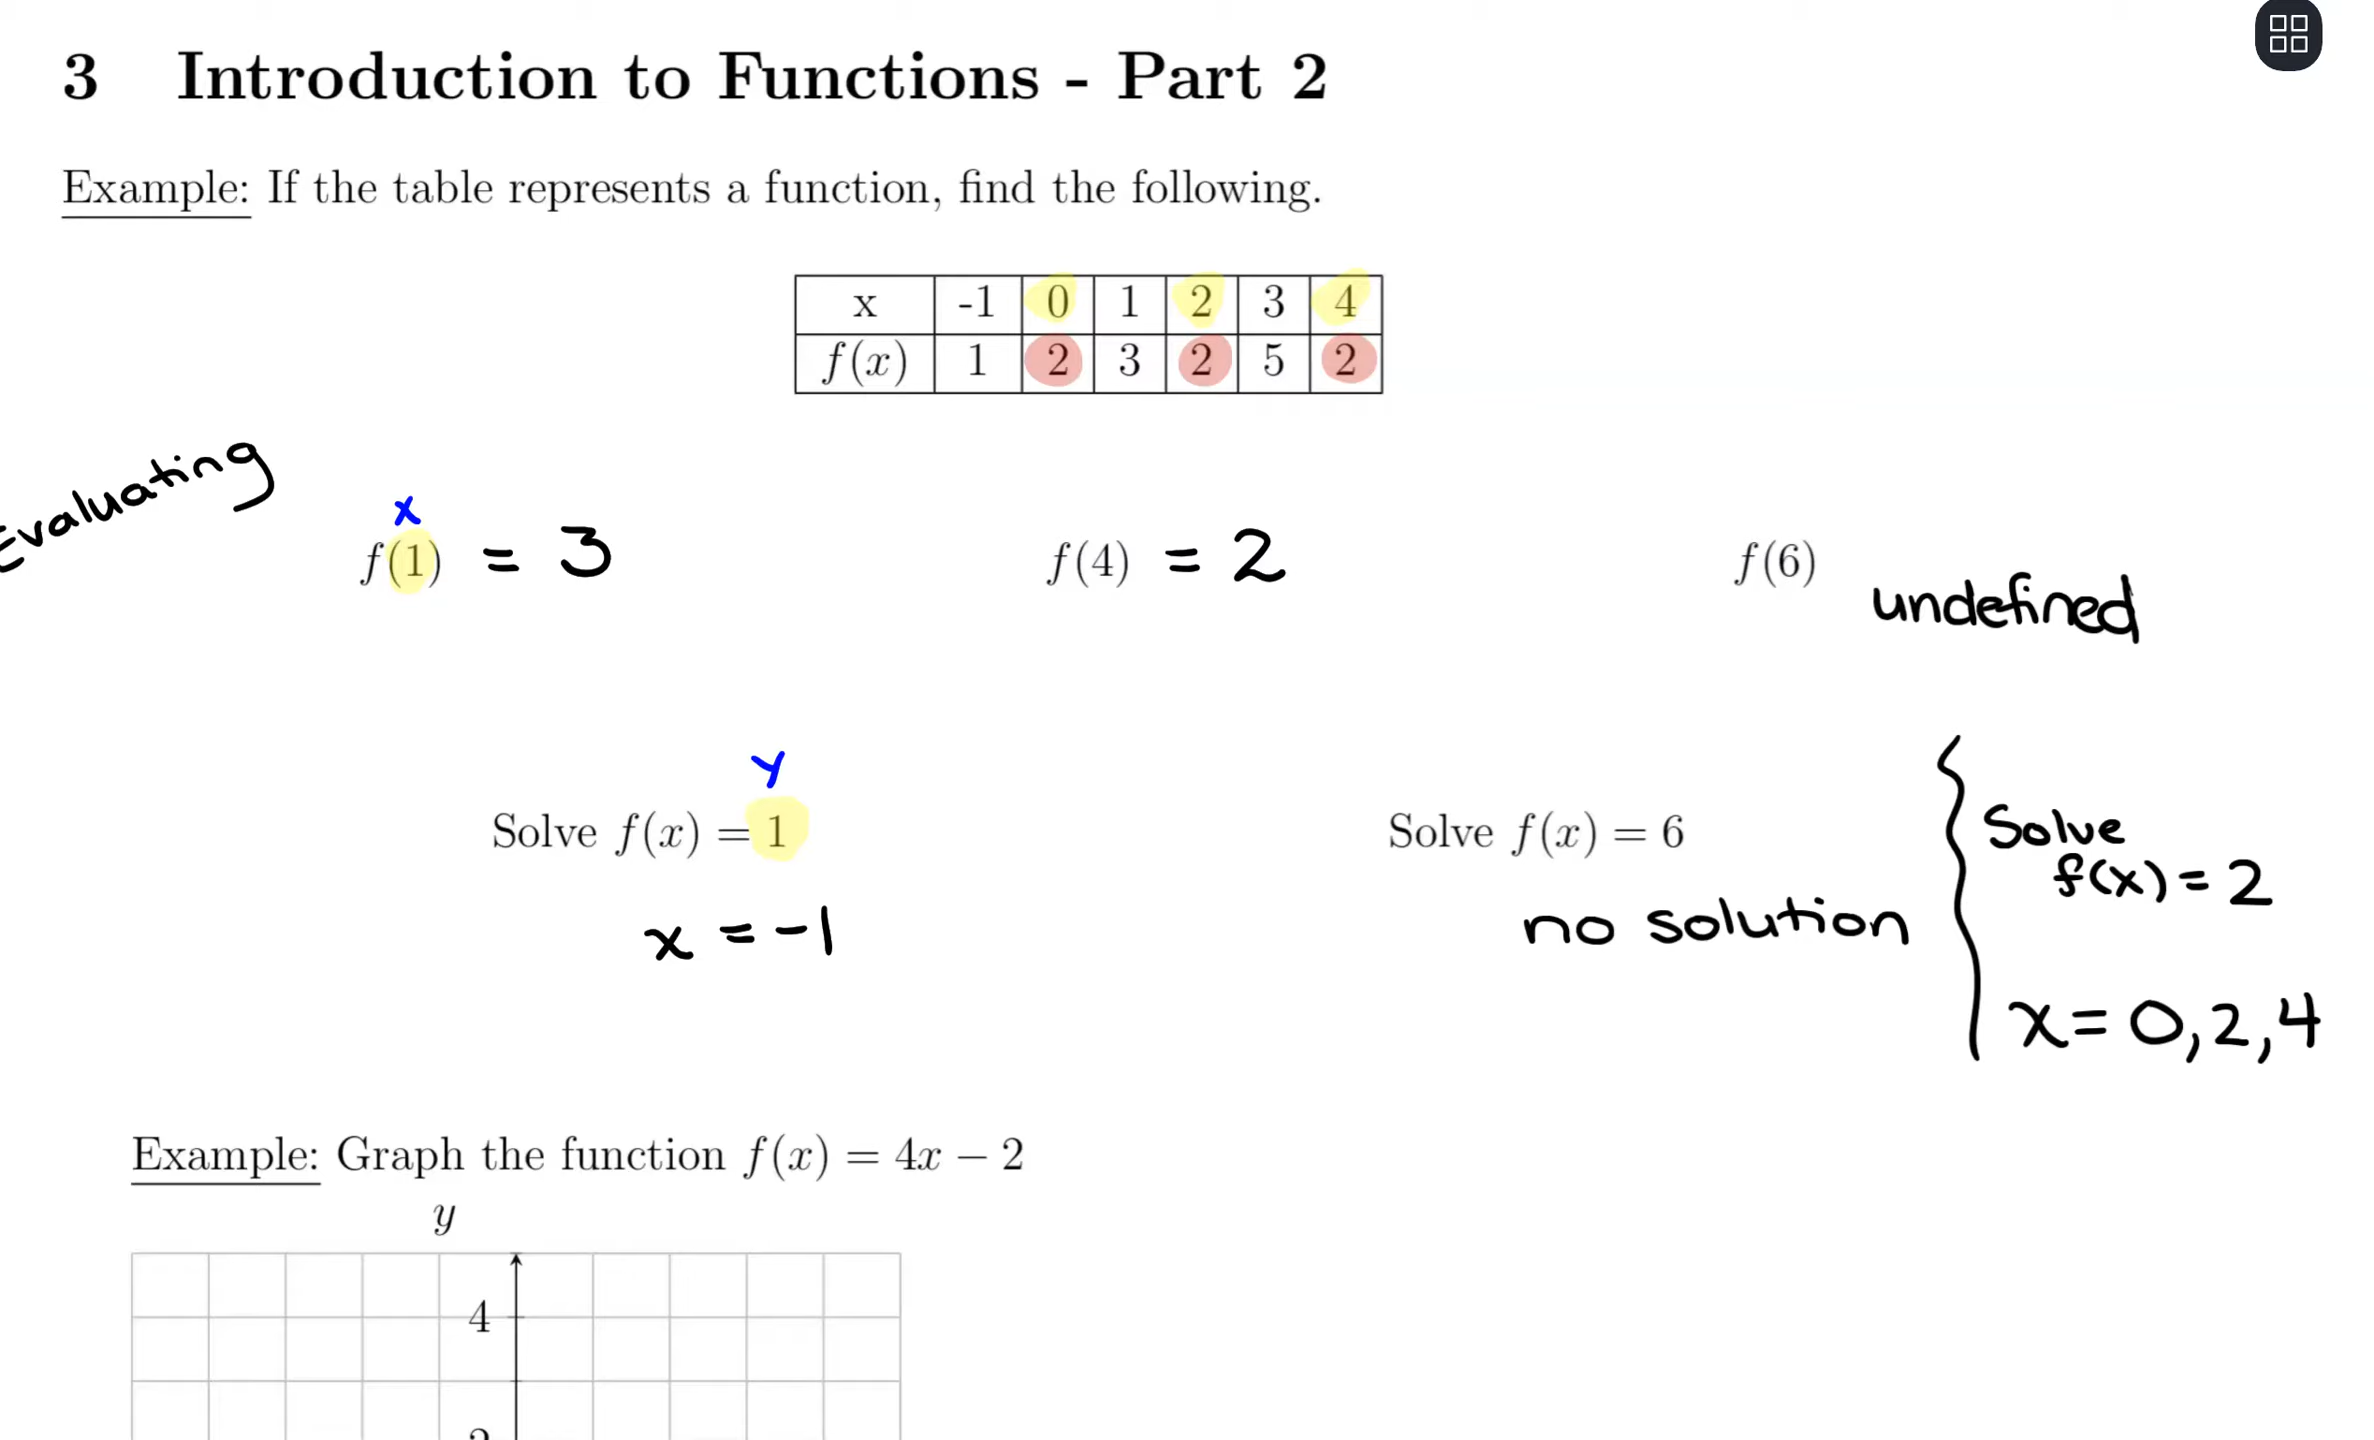 3 Introduction to Functions - Part 2
Example: If the table represents a function, find the following.
x -1 0 1 2 3 4
f(x) 1 2 3 2 5 2
Evaluating
x
f(1) = 3
f(4) = 2
f(6)
undefined
y
Solve f(x) = 1
x = -1
Solve f(x) = 6
no solution
Solve
f(x) = 2
x = 0, 2, 4
Example: Graph the function f(x) = 4x − 2
y
4